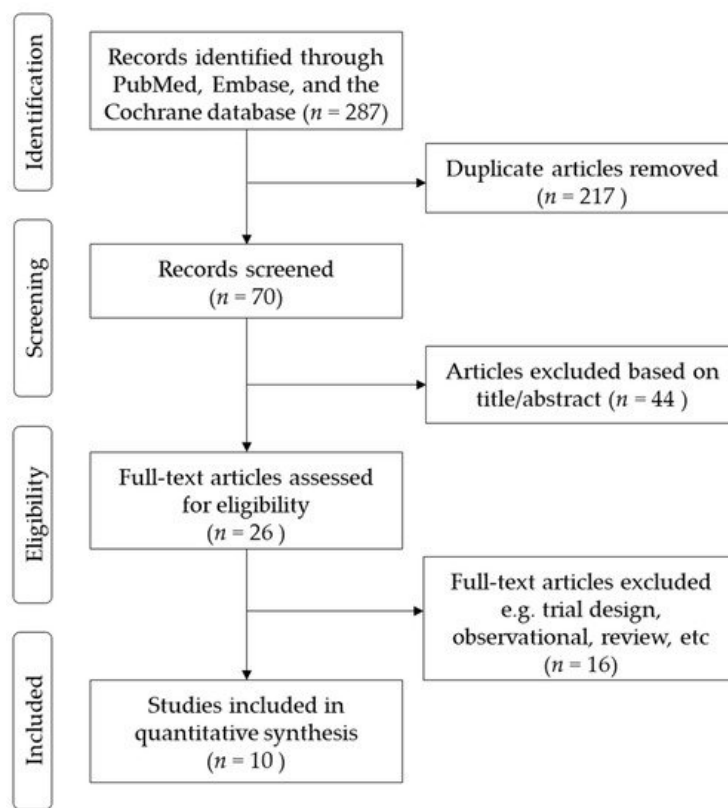 Identification
Records identified through
PubMed, Embase, and the
Cochrane database (n = 287)
Duplicate articles removed
(n = 217 )
Screening
Records screened
(n = 70)
Articles excluded based on
title/abstract (n = 44 )
Eligibility
Full-text articles assessed
for eligibility
(n = 26 )
Full-text articles excluded
e.g. trial design,
observational, review, etc
(n = 16)
Included
Studies included in
quantitative synthesis
(n = 10 )